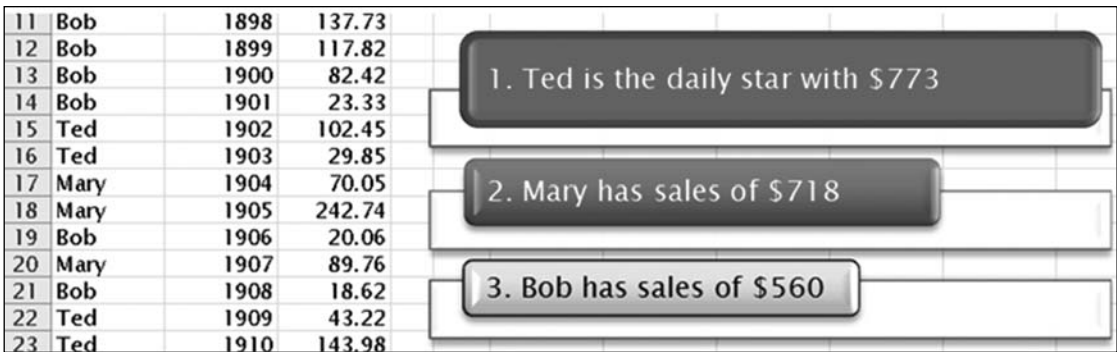 11 Bob 1898 137.73
12 Bob 1899 117.82
13 Bob 1900 82.42
14 Bob 1901 23.33
15 Ted 1902 102.45
16 Ted 1903 29.85
17 Mary 1904 70.05
18 Mary 1905 242.74
19 Bob 1906 20.06
20 Mary 1907 89.76
21 Bob 1908 18.62
22 Ted 1909 43.22
23 Ted 1910 143.98
1. Ted is the daily star with $773
2. Mary has sales of $718
3. Bob has sales of $560